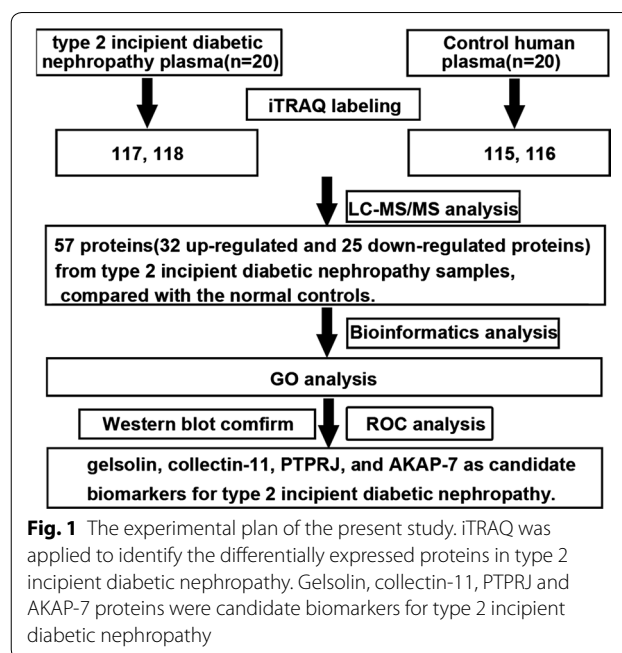 type 2 incipient diabetic
nephropathy plasma(n=20)
Control human
plasma(n=20)
iTRAQ labeling
117, 118
115, 116
LC-MS/MS analysis
57 proteins(32 up-regulated and 25 down-regulated proteins)
from type 2 incipient diabetic nephropathy samples,
compared with the normal controls.
Bioinformatics analysis
GO analysis
Western blot comfirm
ROC analysis
gelsolin, collectin-11, PTPRJ, and AKAP-7 as candidate
biomarkers for type 2 incipient diabetic nephropathy.
Fig. 1 The experimental plan of the present study. iTRAQ was
applied to identify the differentially expressed proteins in type 2
incipient diabetic nephropathy. Gelsolin, collectin-11, PTPRJ and
AKAP-7 proteins were candidate biomarkers for type 2 incipient
diabetic nephropathy